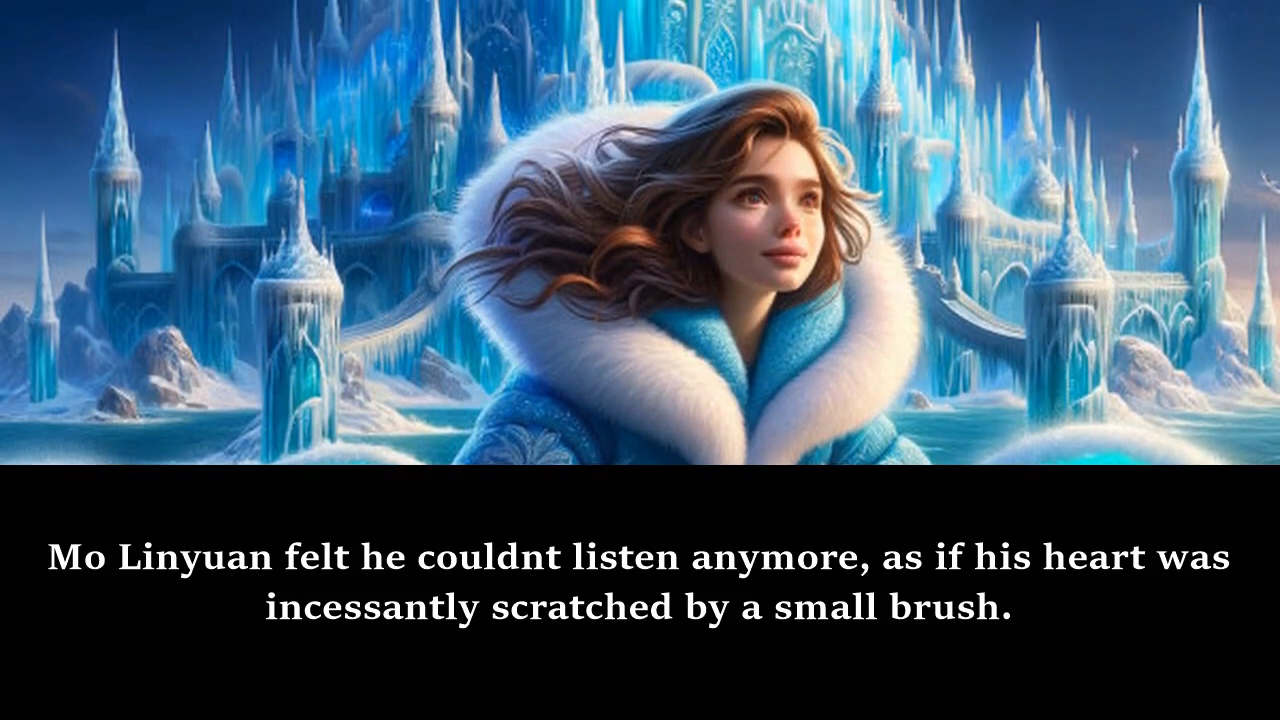 Mo Linyuan felt he couldnt listen anymore, as if his heart was
incessantly scratched by a small brush.